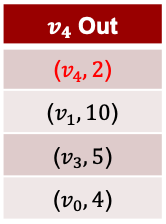 v₄ Out
(v₄, 2)
(v₁, 10)
(v₃, 5)
(v₀, 4)